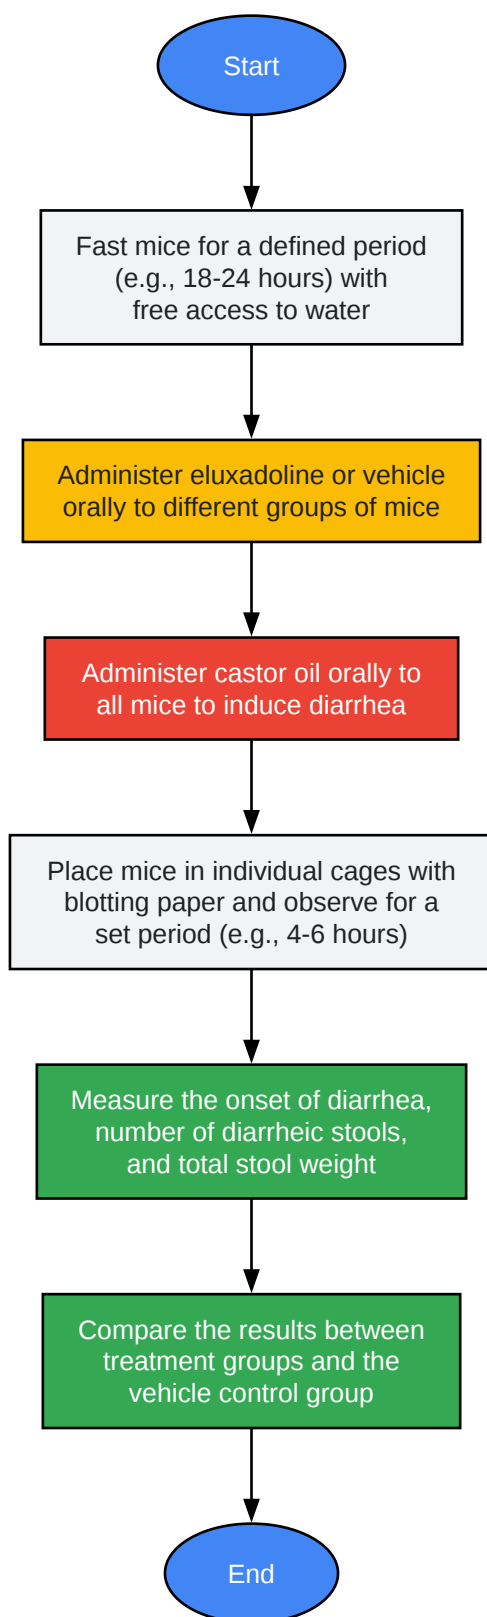 Start
Fast mice for a defined period
(e.g., 18-24 hours) with
free access to water
Administer eluxadoline or vehicle
orally to different groups of mice
Administer castor oil orally to
all mice to induce diarrhea
Place mice in individual cages with
blotting paper and observe for a
set period (e.g., 4-6 hours)
Measure the onset of diarrhea,
number of diarrheic stools,
and total stool weight
Compare the results between
treatment groups and the
vehicle control group
End